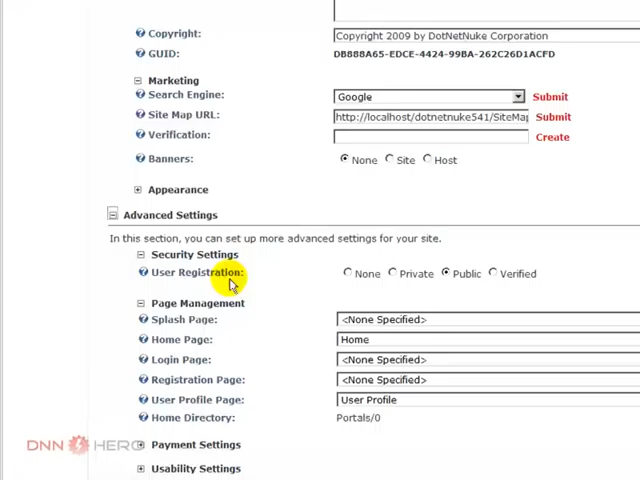 Copyright: Copyright 2009 by DotNetNuke Corporation
GUID: DB888A65-EDCE-4424-99BA-262C26D1ACFD
Marketing
Search Engine: Google Submit
Site Map URL: http://localhost/dotnetnuke541/SiteMap Submit
Verification: Create
Banners: None Site Host
Appearance
Advanced Settings
In this section, you can set up more advanced settings for your site.
Security Settings
User Registration: None Private Public Verified
Page Management
Splash Page: <None Specified>
Home Page: Home
Login Page: <None Specified>
Registration Page: <None Specified>
User Profile Page: User Profile
Home Directory: Portals/0
DNN HERO
Payment Settings
Usability Settings